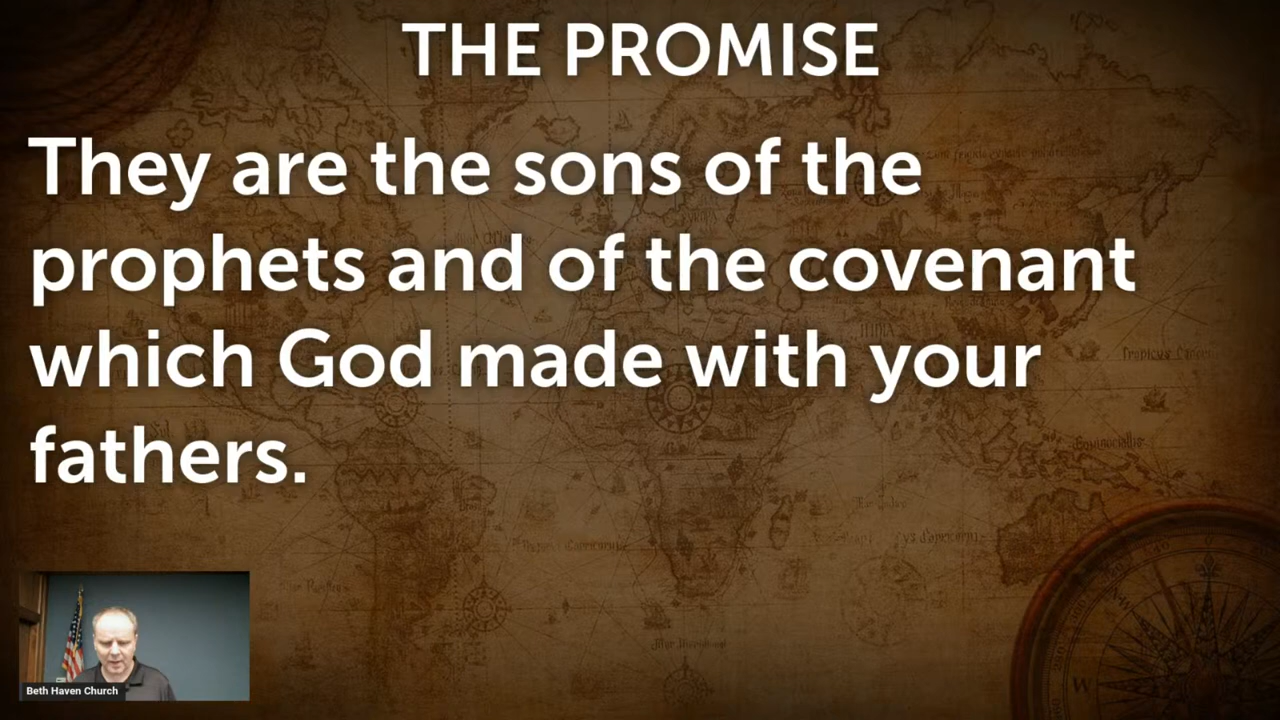 THE PROMISE
They are the sons of the
prophets and of the covenant
which God made with your
fathers.
Beth Haven Church
W